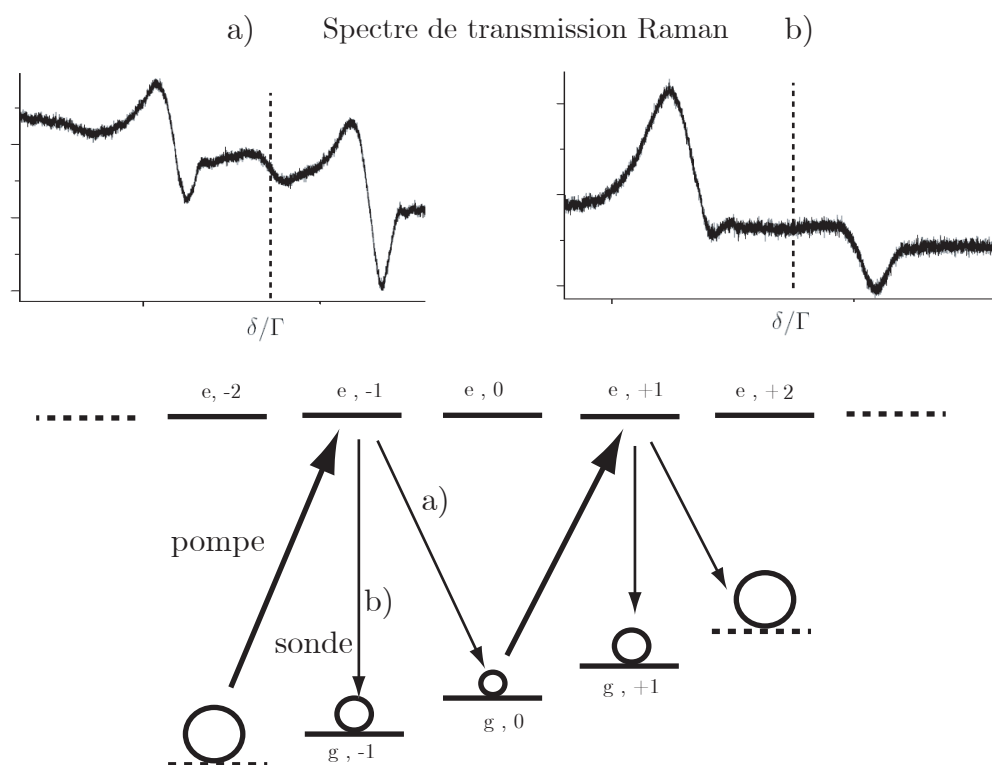 a) Spectre de transmission Raman b)
δ/Γ δ/Γ
e, -2 e , -1 e , 0 e , +1 e , +2
a)
pompe
b)
sonde
g , +1
g , 0
g , -1